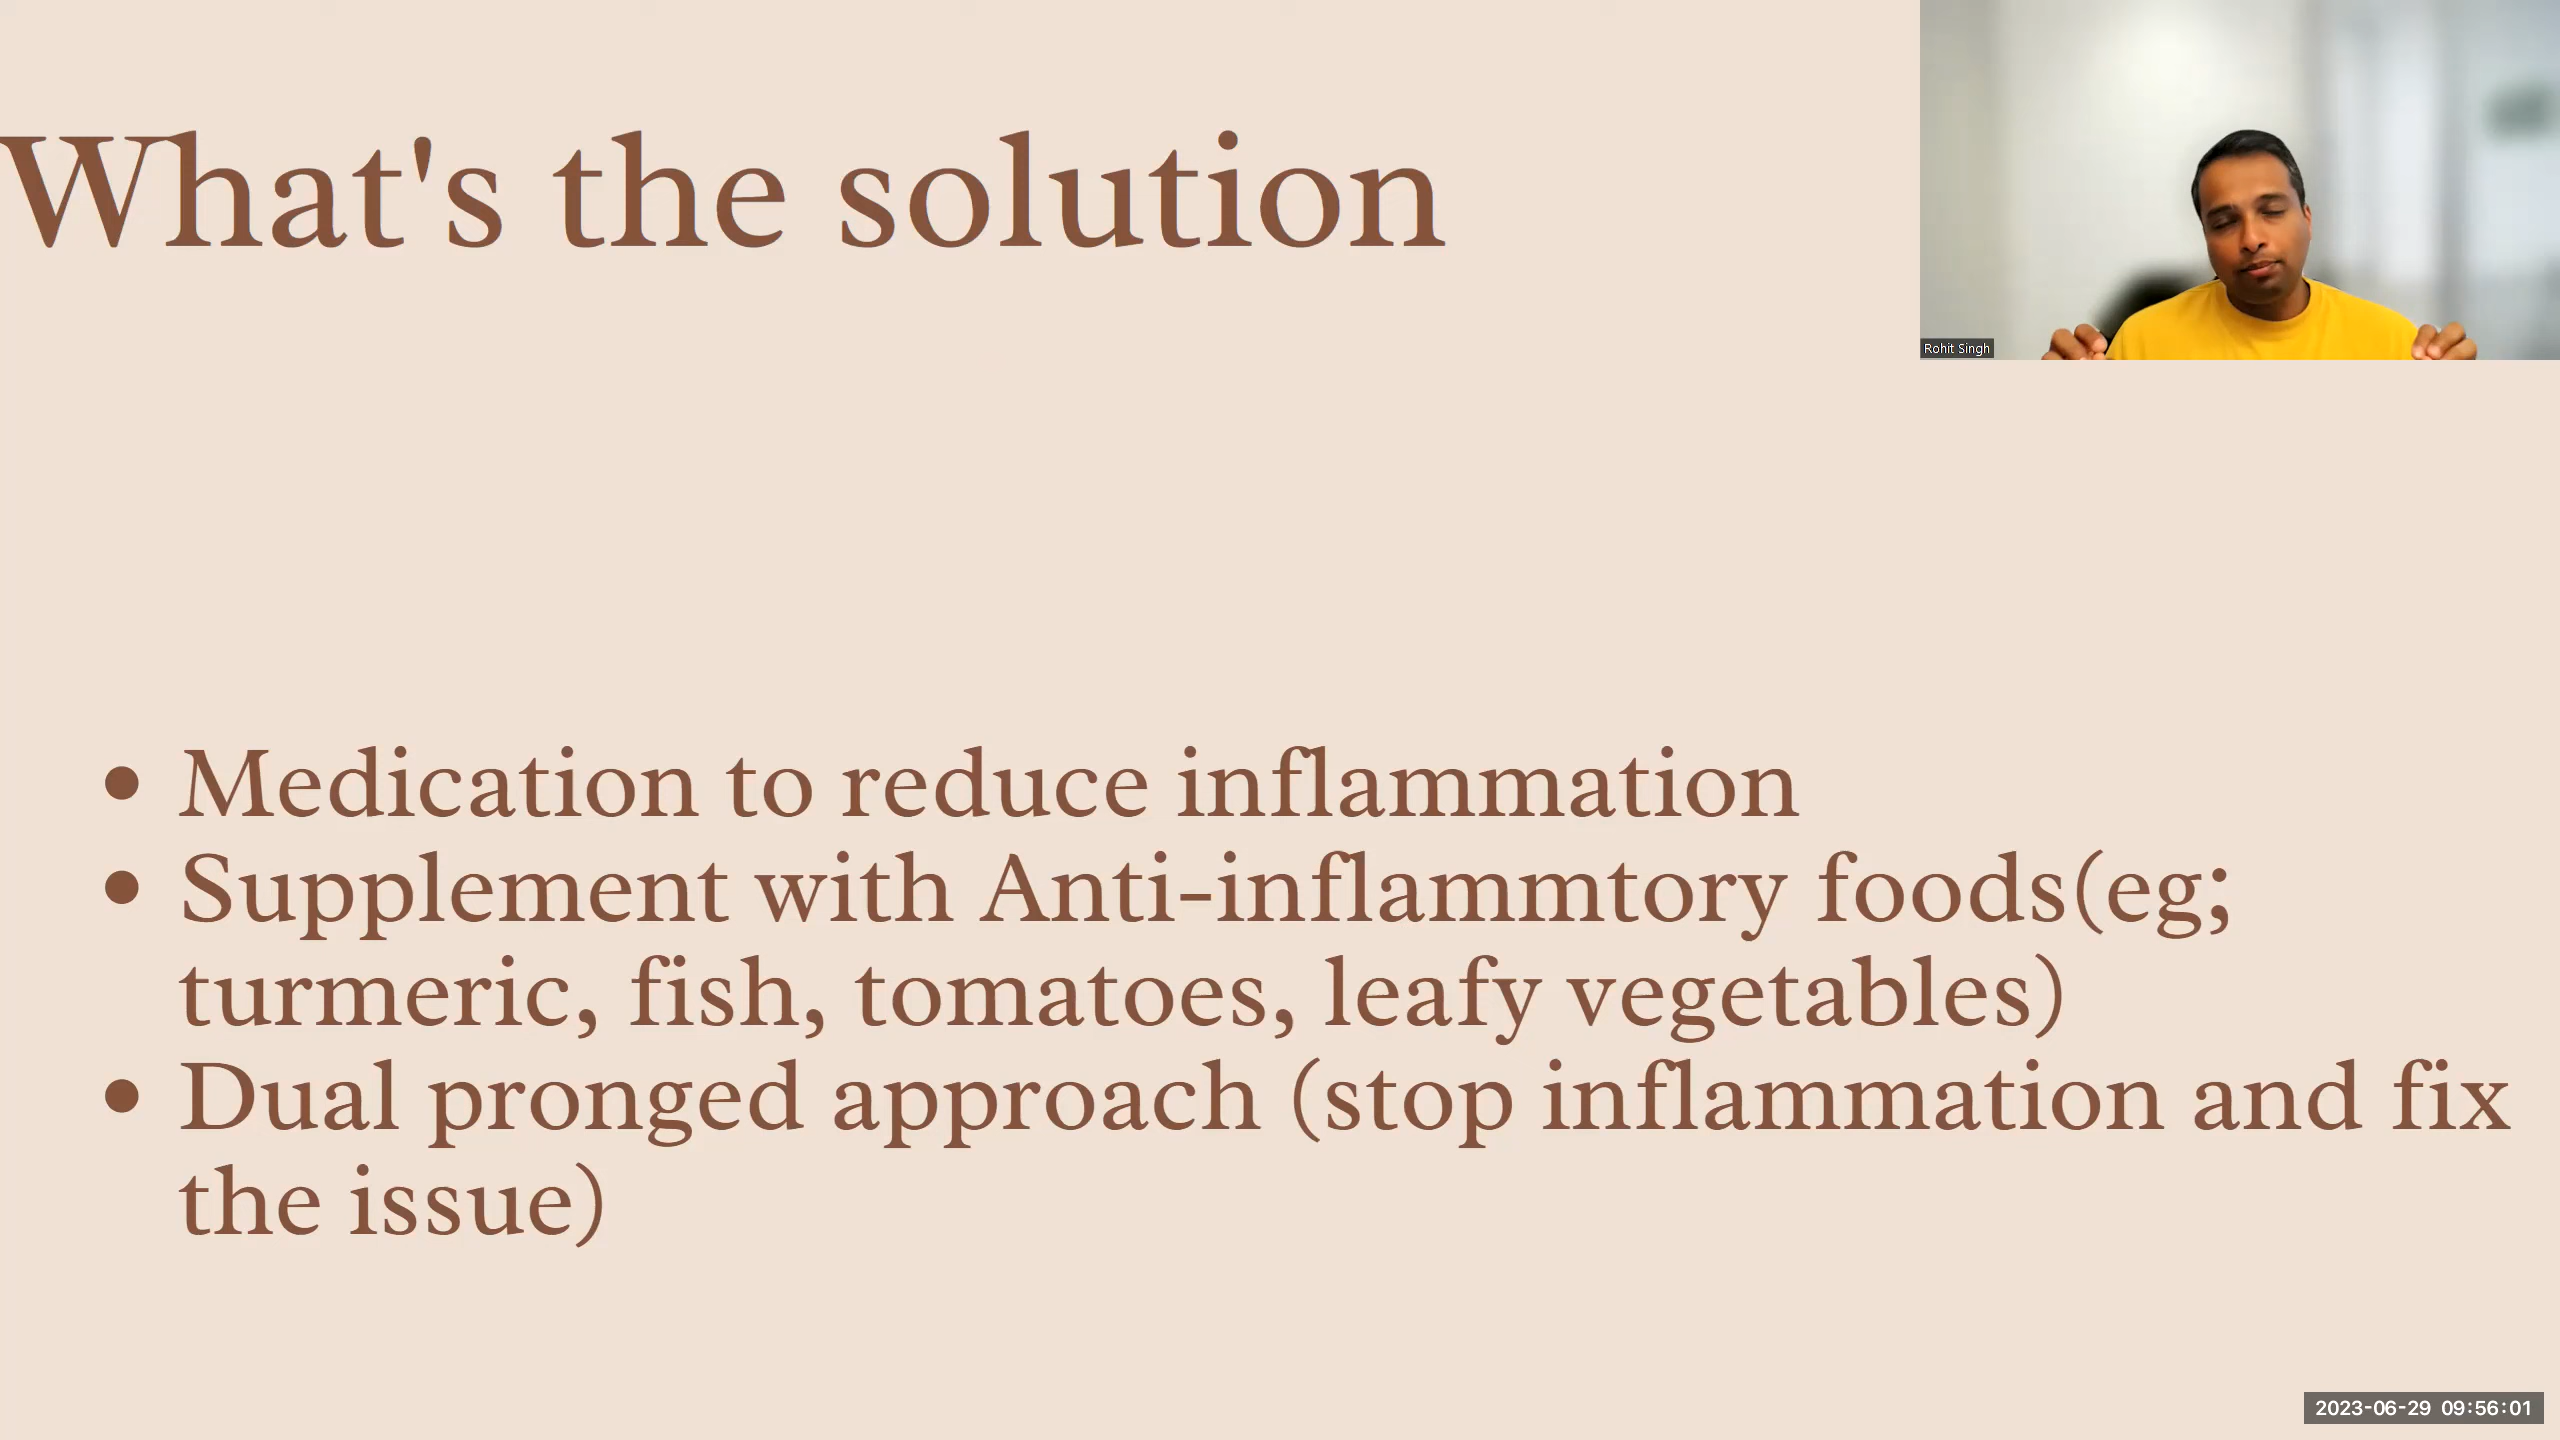 What's the solution
Rohit Singh
• Medication to reduce inflammation
• Supplement with Anti-inflammtory foods(eg;
turmeric, fish, tomatoes, leafy vegetables)
• Dual pronged approach (stop inflammation and fix
the issue)
2023-06-29 09:56:01